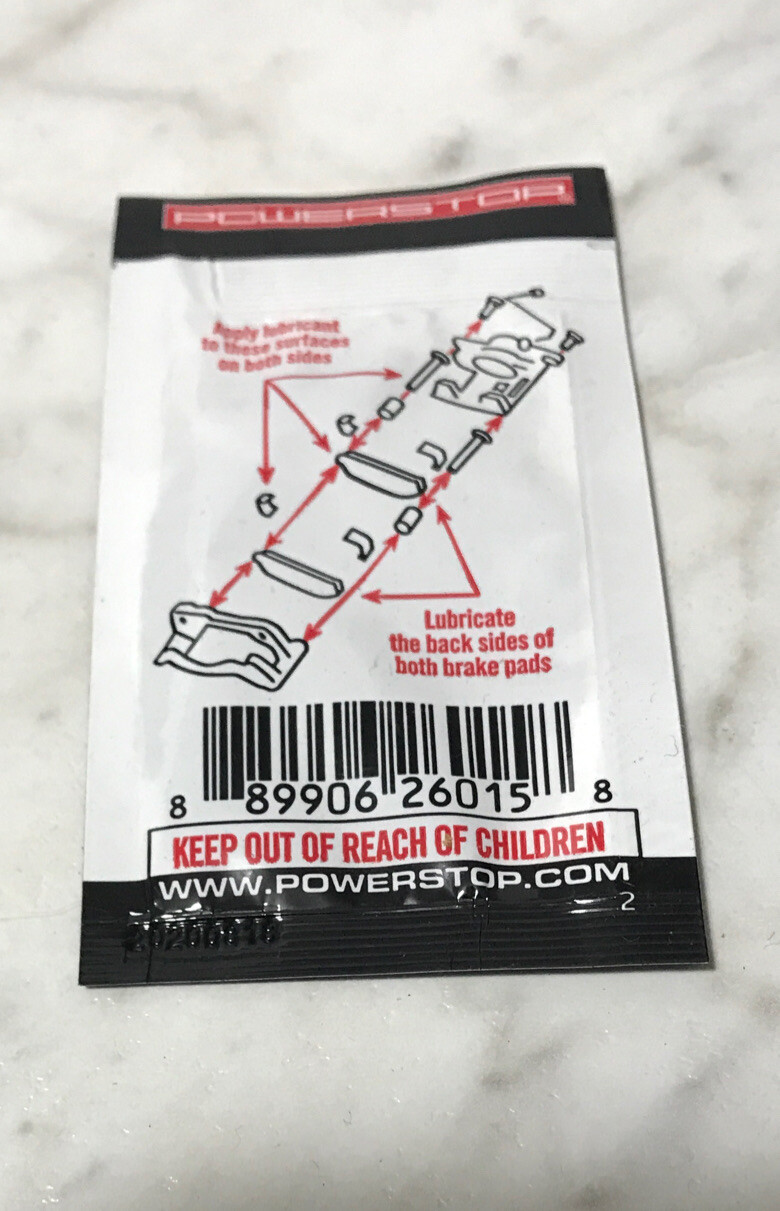 POWERSTOP
Apply lubricant
to these surfaces
on both sides
Lubricate
the back sides of
both brake pads
8 89906 26015 8
KEEP OUT OF REACH OF CHILDREN
WWW.POWERSTOP.COM
2